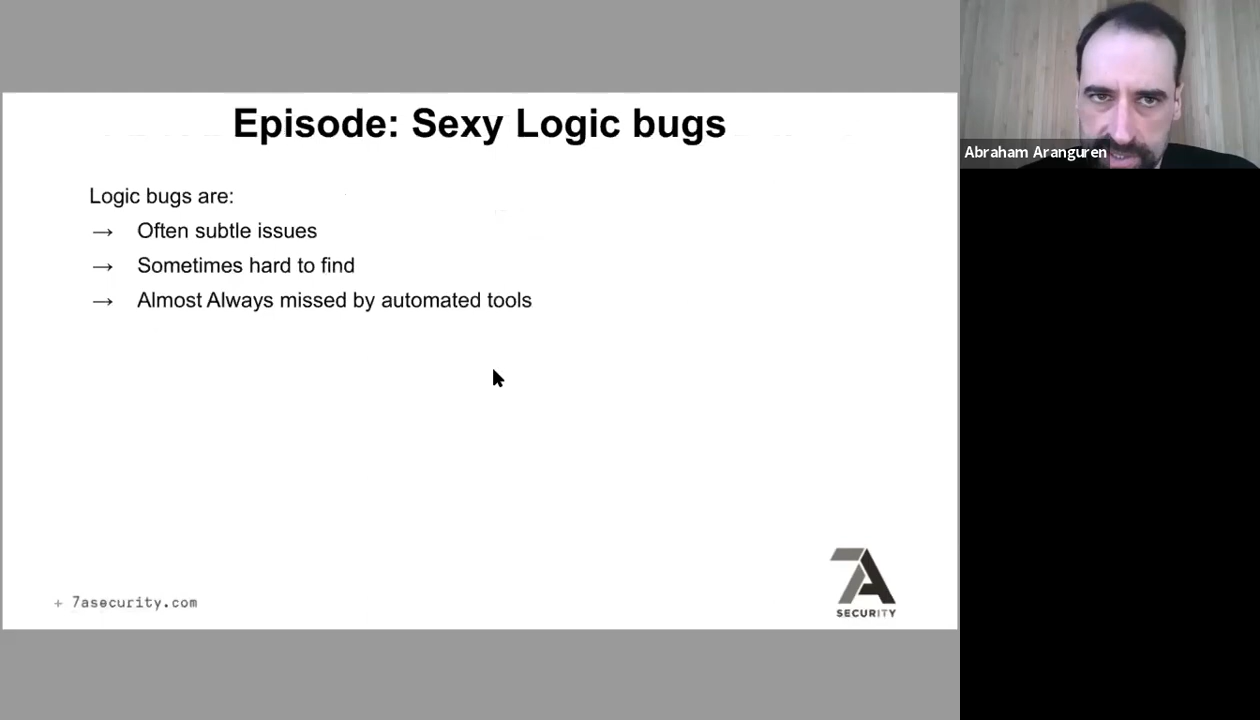 Episode: Sexy Logic bugs
Logic bugs are:
→ Often subtle issues
→ Sometimes hard to find
→ Almost Always missed by automated tools
+ 7asecurity.com
7A
SECURITY
Abraham Aranguren